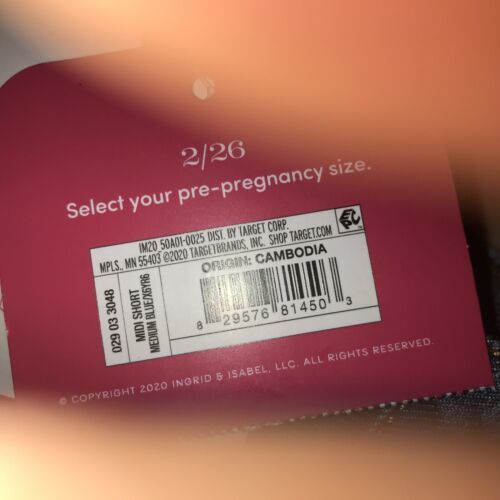 2/26
Select your pre-pregnancy size.
IM20 50A01-0025 DIST. BY TARGET CORP.
MPLS., MN 55403 ©2020 TARGETBRANDS, INC. SHOP TARGET.COM
ORIGIN: CAMBODIA
029 03 3048
MIDI SHORT
MEDIUM BLUE/X6YR6
8 29576 81450 3
© COPYRIGHT 2020 INGRID & ISABEL, LLC. ALL RIGHTS RESERVED.